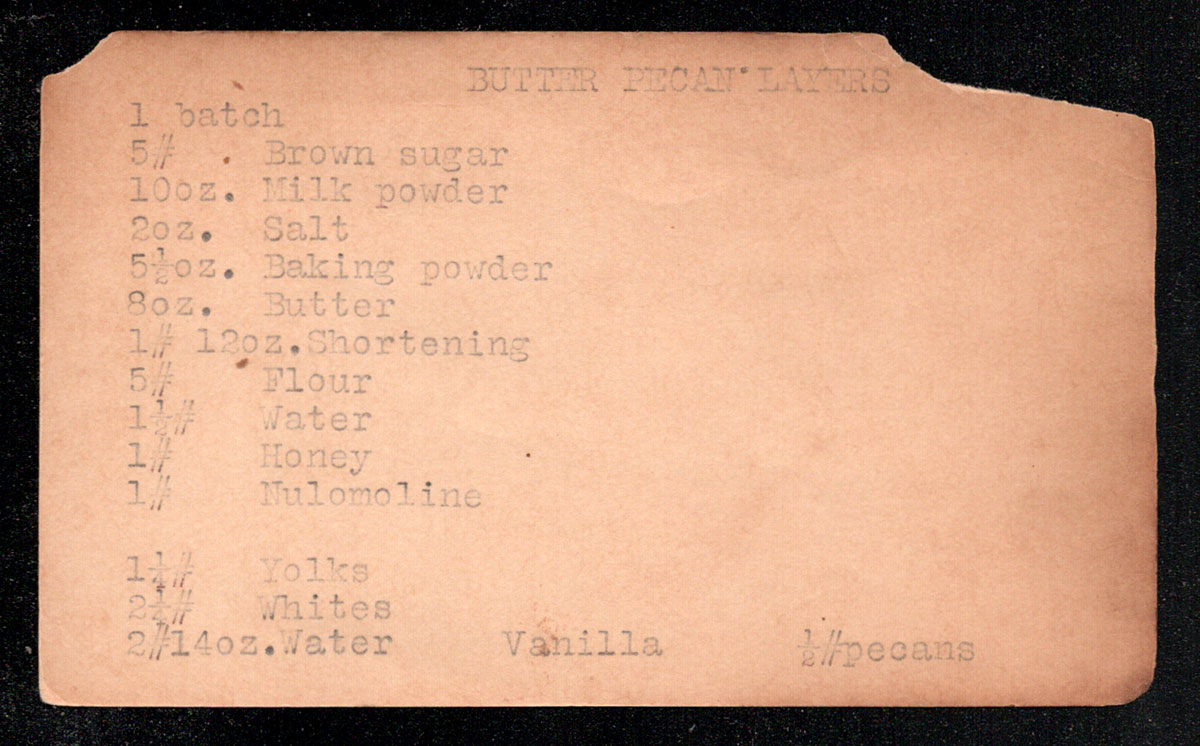 BUTTER PECAN LAYERS
1 batch
5# Brown sugar
10oz. Milk powder
2oz. Salt
5½oz. Baking powder
8oz. Butter
1# 12oz.Shortening
5# Flour
1½# Water
1# Honey
1# Nulomoline
1¼# Yolks
2¼# Whites
2#14oz.Water Vanilla ½#pecans